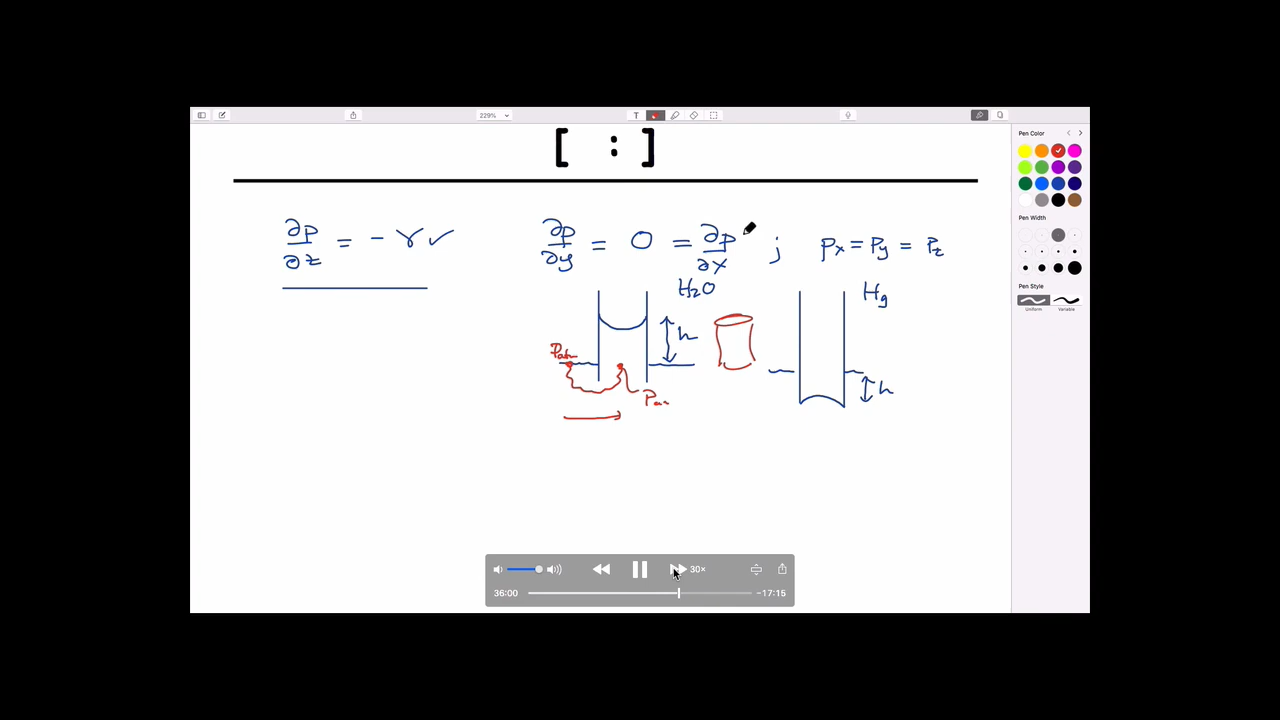 229%
T
Pen Color
[ : ]
∂p/∂z = - γ ✓
∂p/∂y = 0 = ∂p/∂x ; px = py = pz
Pen Width
H₂O
Hg
h
Patm
h
Pen Style
Uniform Variable
30×
36:00
−17:15